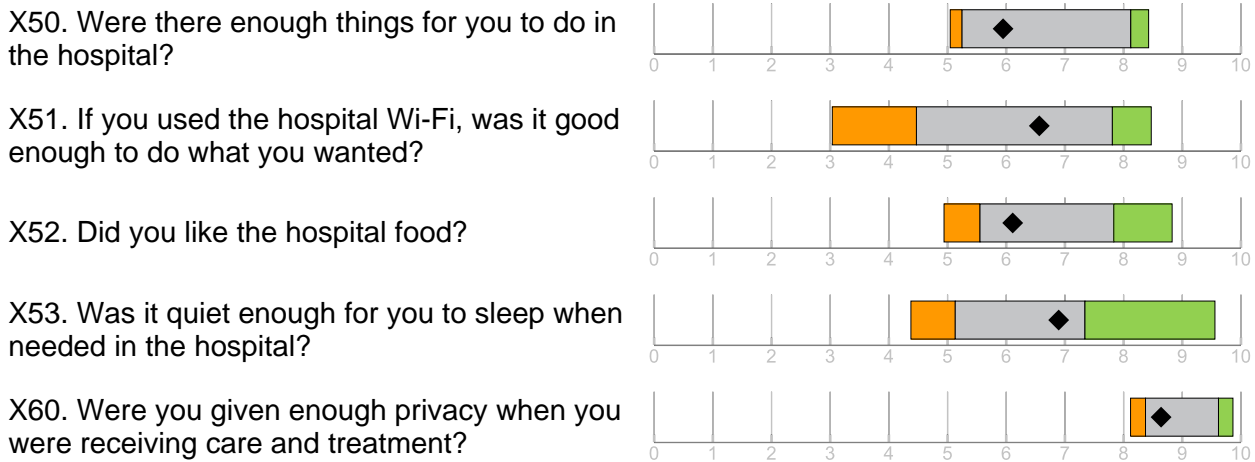 X50. Were there enough things for you to do in
the hospital?
0 1 2 3 4 5 6 7 8 9 10
X51. If you used the hospital Wi-Fi, was it good
enough to do what you wanted?
0 1 2 3 4 5 6 7 8 9 10
X52. Did you like the hospital food?
0 1 2 3 4 5 6 7 8 9 10
X53. Was it quiet enough for you to sleep when
needed in the hospital?
0 1 2 3 4 5 6 7 8 9 10
X60. Were you given enough privacy when you
were receiving care and treatment?
0 1 2 3 4 5 6 7 8 9 10